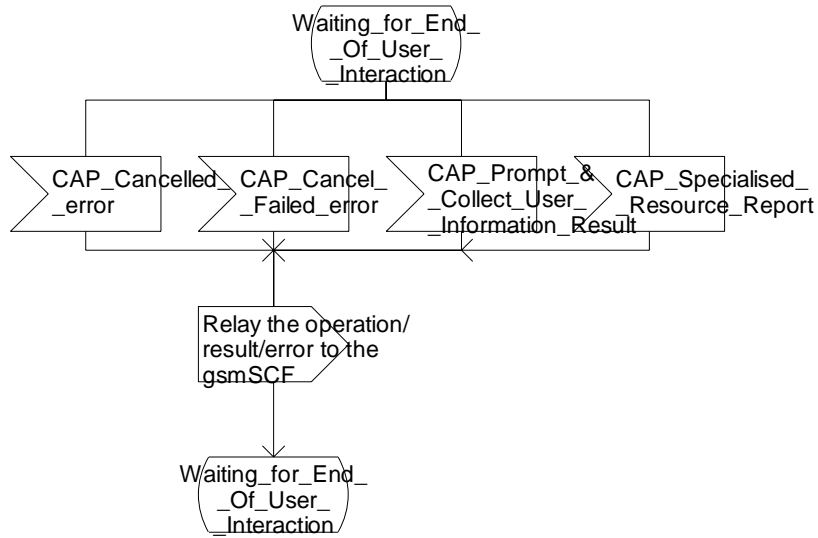 Waiting_for_End_
_Of_User_
_Interaction
CAP_Cancelled_
_error
CAP_Cancel_
_Failed_error
CAP_Prompt_&
_Collect_User_
_Information_Result
CAP_Specialised_
_Resource_Report
Relay the operation/
result/error to the
gsmSCF
Waiting_for_End_
_Of_User_
_Interaction